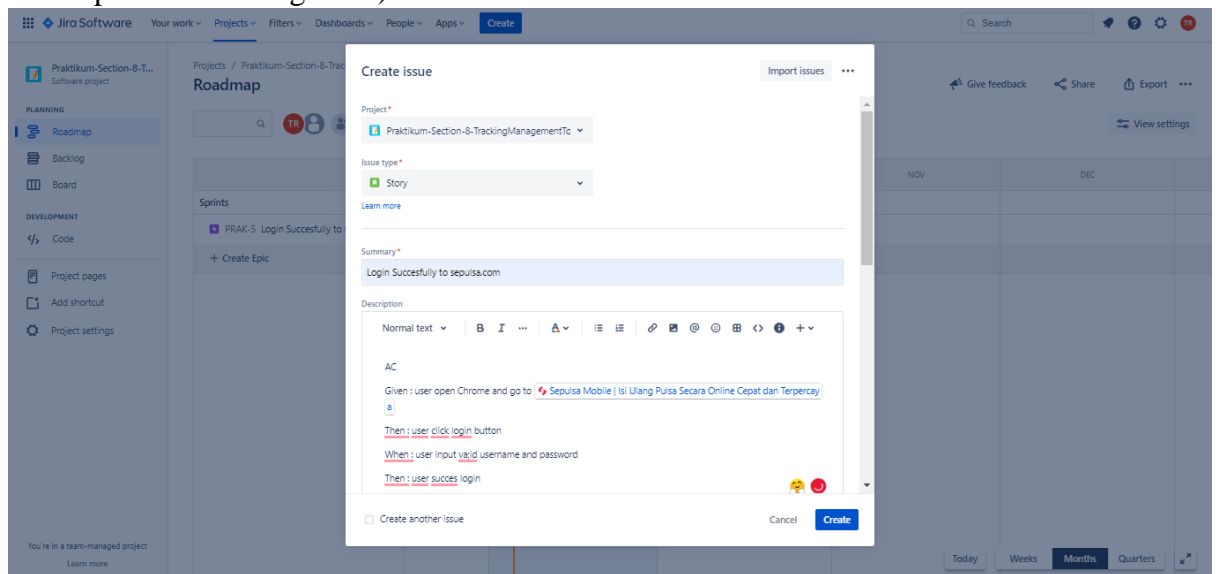 Jira Software Your work Projects Filters Dashboards People Apps Create Search TR
Praktikum-Section-8-T...
Software project
PLANNING
Roadmap
Backlog
Board
DEVELOPMENT
Code
Project pages
Add shortcut
Project settings
You're in a team-managed project
Learn more
Projects / Praktikum-Section-8-Trac
Roadmap
Give feedback Share Export
TR
View settings
NOV DEC
Sprints
PRAK-5 Login Succesfully to
+ Create Epic
Create issue
Import issues
Project *
Praktikum-Section-8-TrackingManagementTo
Issue type *
Story
Learn more
Summary *
Login Succesfully to sepulsa.com
Description
Normal text B I ... A
AC
Given : user open Chrome and go to Sepulsa Mobile | Isi Ulang Pulsa Secara Online Cepat dan Terpercay
a
Then : user click login button
When : user input va;id username and password
Then : user succes login
Create another issue
Cancel Create
Today Weeks Months Quarters